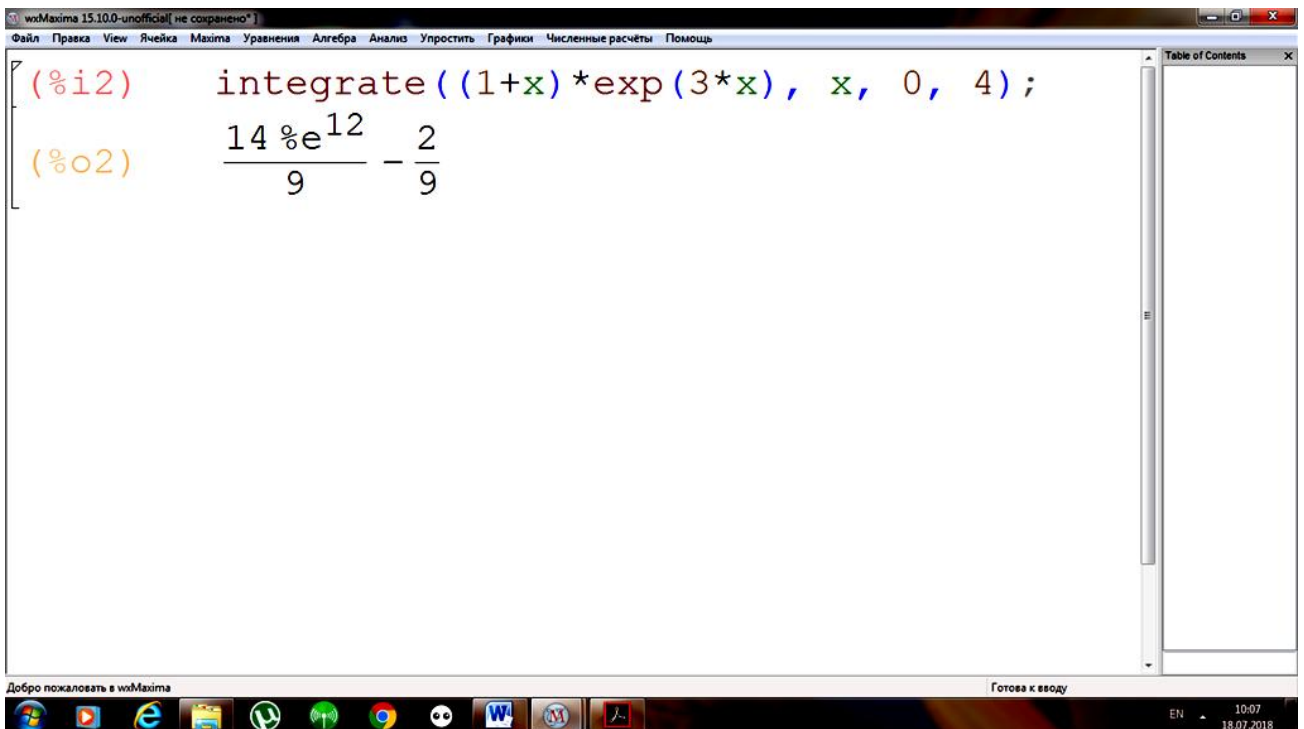 wxMaxima 15.10.0-unofficial[ не сохранено* ]
Файл Правка View Ячейка Maxima Уравнения Алгебра Анализ Упростить Графики Численные расчёты Помощь
Table of Contents
(%i2) integrate((1+x)*exp(3*x), x, 0, 4);
(%o2) 14 %e^12 / 9 − 2 / 9
Добро пожаловать в wxMaxima
Готова к вводу
EN
10:07
18.07.2018